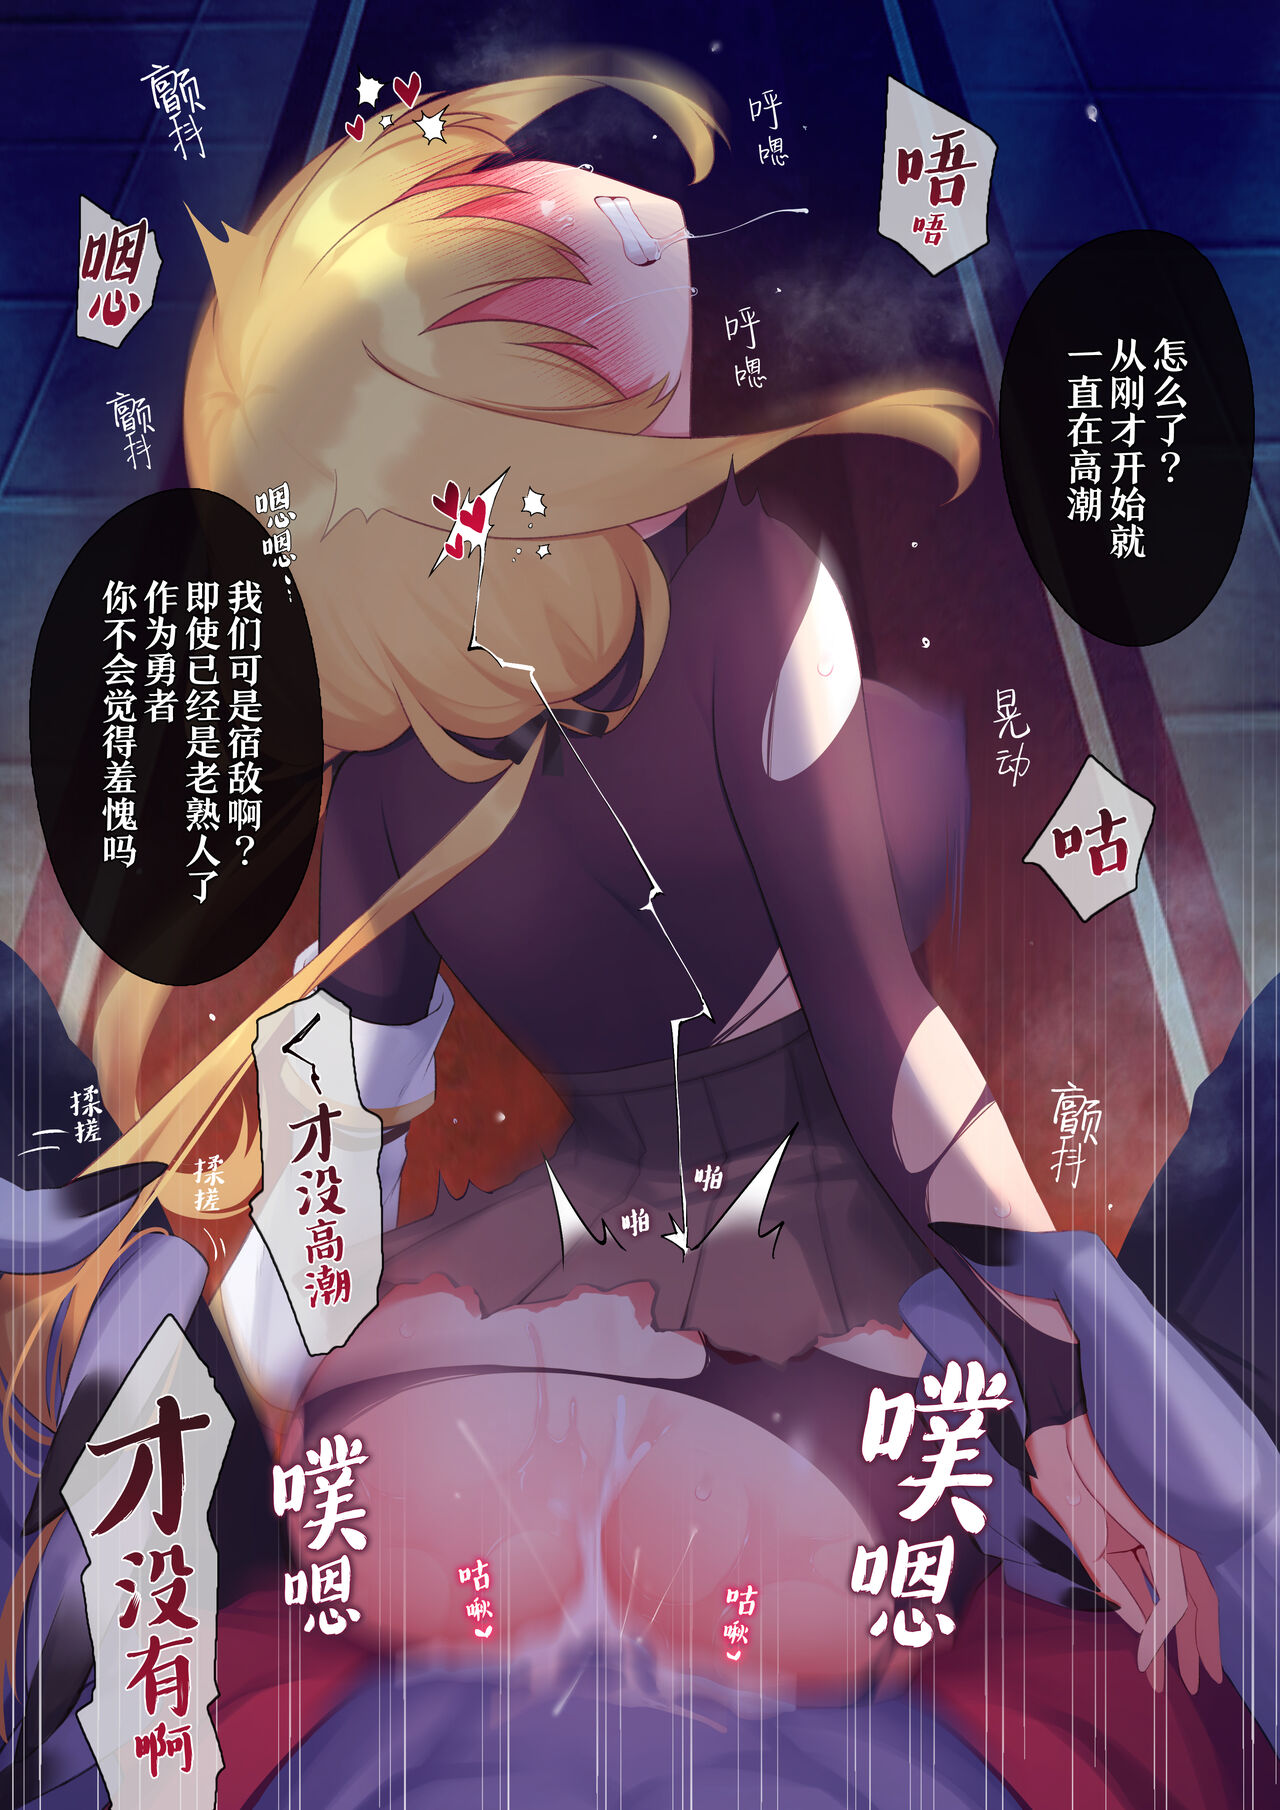 颤抖
呼嗯
唔
唔
嗯
呼嗯
颤抖
怎么了？
从刚才开始就
一直在高潮
嗯嗯…
我们可是宿敌啊？
即使已经是老熟人了
作为勇者
你不会觉得羞愧吗
晃动
咕
颤抖
揉搓
揉搓
啪
啪
才没高潮
才没有啊
噗嗯
噗嗯
咕啾
咕啾